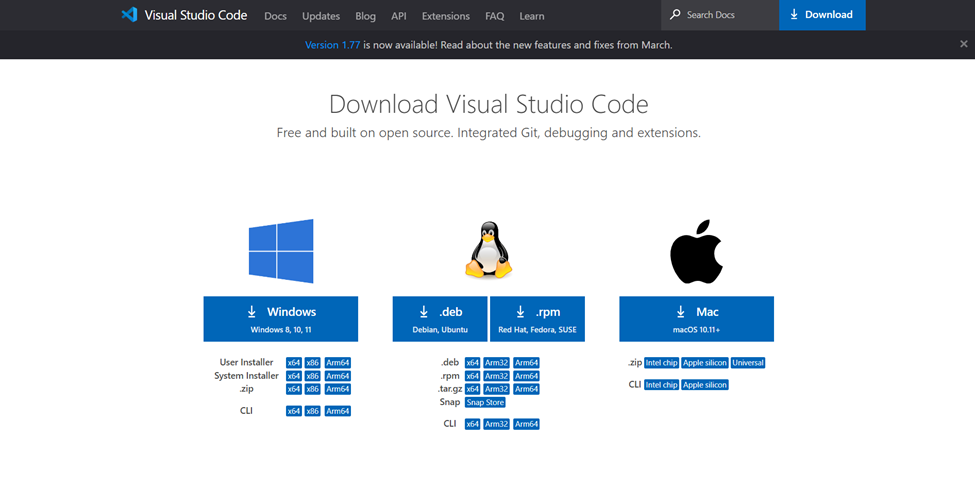 Visual Studio Code Docs Updates Blog API Extensions FAQ Learn Search Docs Download
Version 1.77 is now available! Read about the new features and fixes from March.
Download Visual Studio Code
Free and built on open source. Integrated Git, debugging and extensions.
Windows
Windows 8, 10, 11
User Installer x64 x86 Arm64
System Installer x64 x86 Arm64
.zip x64 x86 Arm64
CLI x64 x86 Arm64
.deb
Debian, Ubuntu
.rpm
Red Hat, Fedora, SUSE
.deb x64 Arm32 Arm64
.rpm x64 Arm32 Arm64
.tar.gz x64 Arm32 Arm64
Snap Snap Store
CLI x64 Arm32 Arm64
Mac
macOS 10.11+
.zip Intel chip Apple silicon Universal
CLI Intel chip Apple silicon